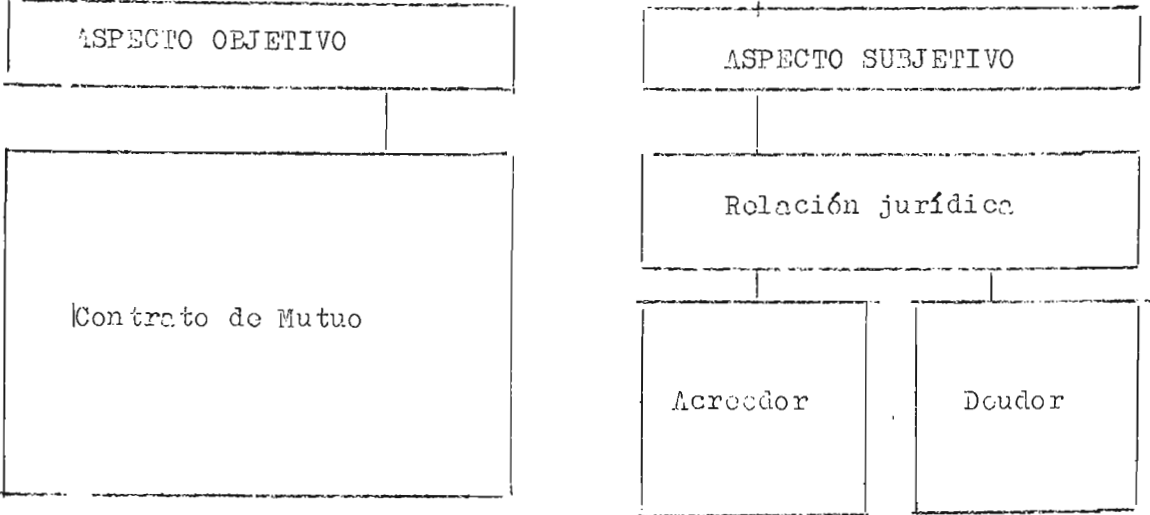 ASPECTO OBJETIVO
ASPECTO SUBJETIVO
Relación jurídica
Contrato de Mutuo
Acreedor
Deudor